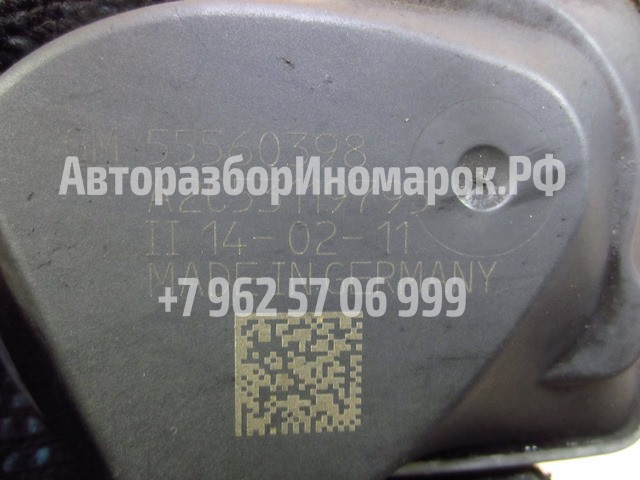 GM 55560398
АвторазборИномарок.РФ
II 14-02-11
MADE IN GERMANY
+7 962 57 06 999